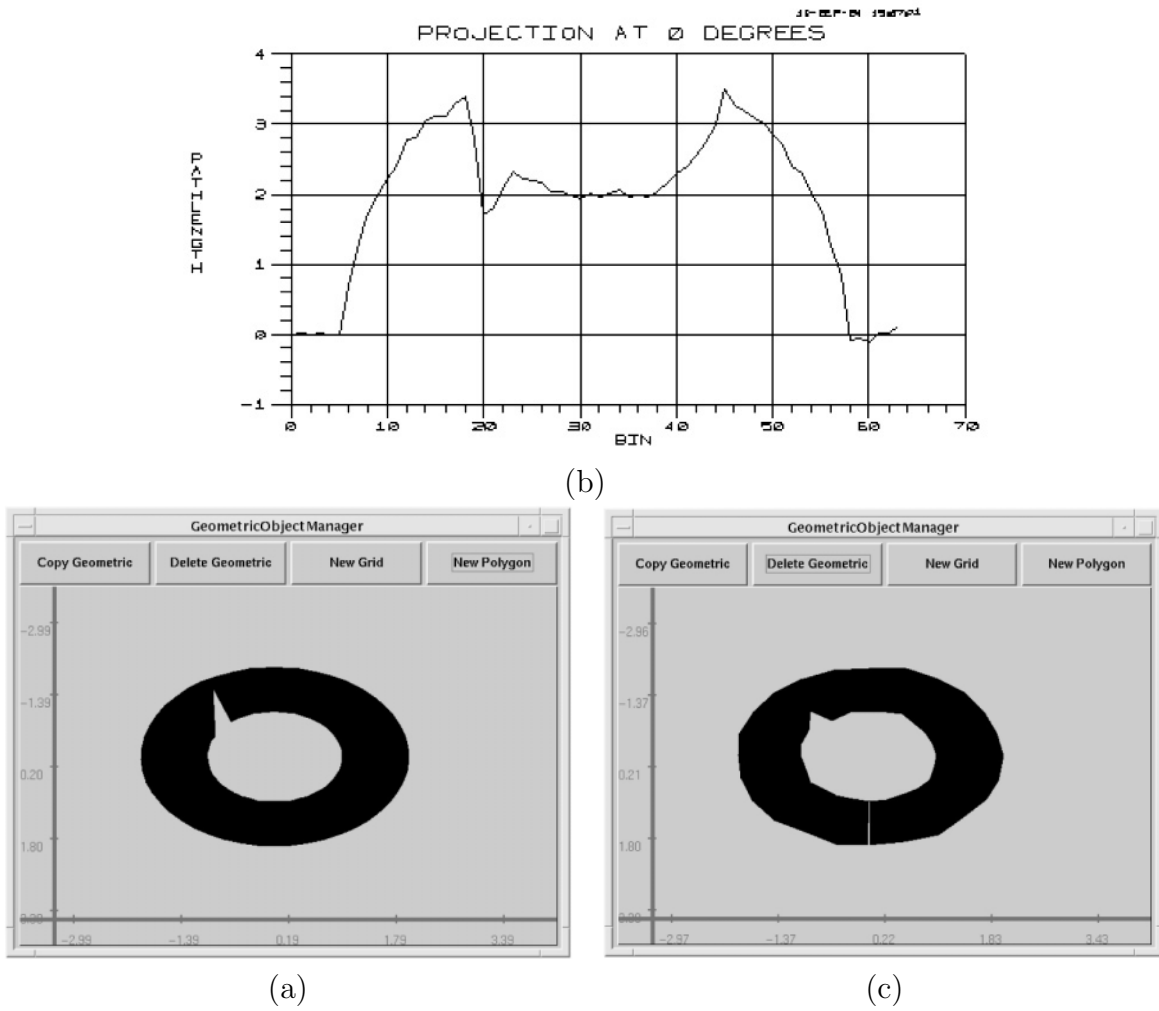 PROJECTION AT 0 DEGREES
4
3
2
1
0
-1
PATHLENGTH
0 10 20 30 40 50 60 70
BIN
(b)
GeometricObjectManager
Copy Geometric Delete Geometric New Grid New Polygon
-2.99
-1.39
0.20
1.80
-2.99 -1.39 0.19 1.79 3.39
(a)
GeometricObjectManager
Copy Geometric Delete Geometric New Grid New Polygon
-2.96
-1.37
0.21
1.80
-2.97 -1.37 0.22 1.83 3.43
(c)